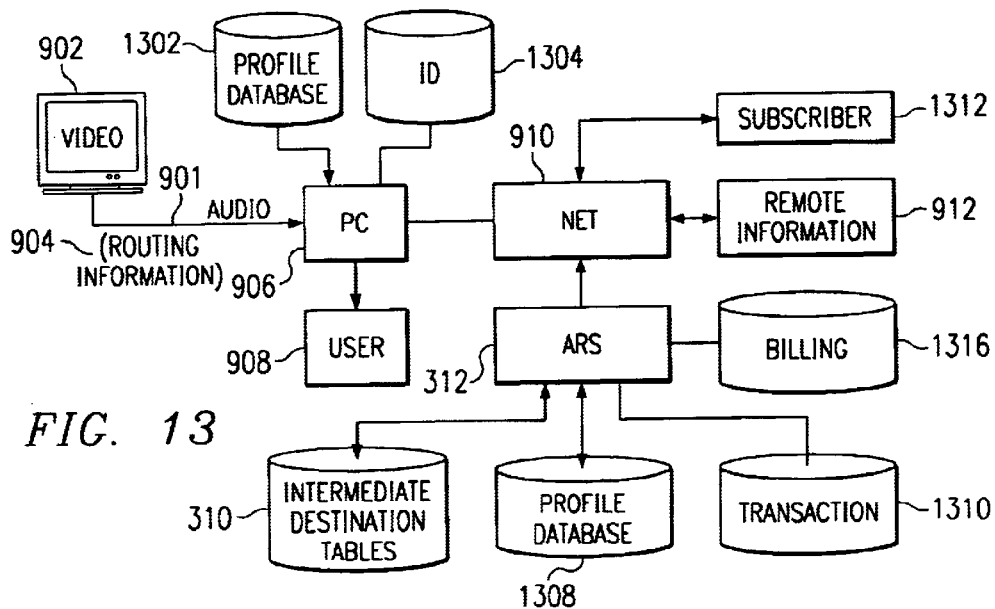 902
1302
PROFILE
DATABASE
ID
1304
VIDEO
901
AUDIO
904
(ROUTING
INFORMATION)
PC
906
910
NET
SUBSCRIBER
1312
REMOTE
INFORMATION
912
908
USER
312
ARS
BILLING
1316
FIG. 13
310
INTERMEDIATE
DESTINATION
TABLES
PROFILE
DATABASE
1308
TRANSACTION
1310